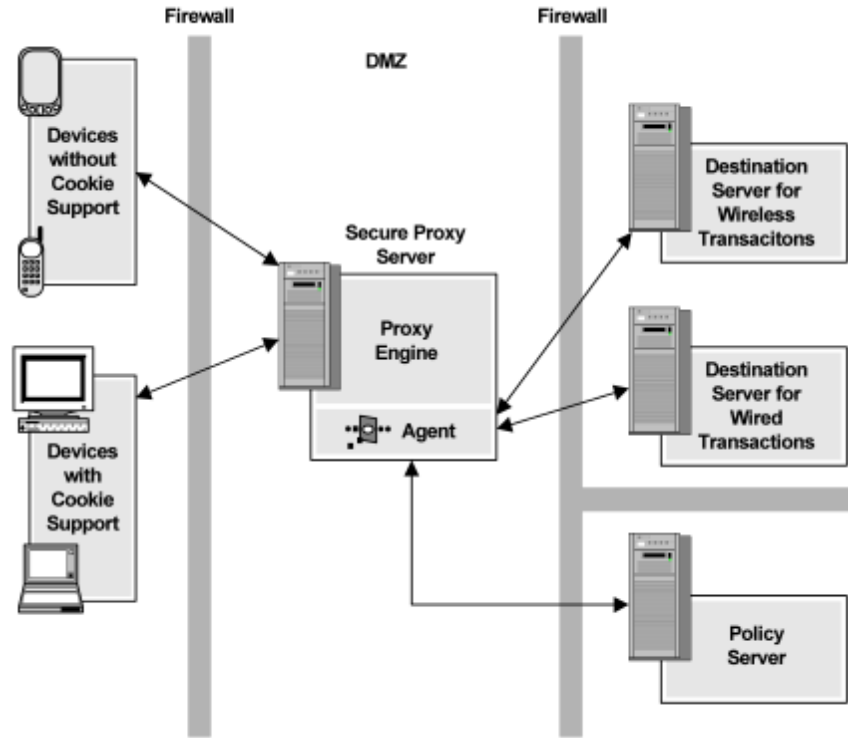 Firewall
Firewall
DMZ
Devices
without
Cookie
Support
Destination
Server for
Wireless
Transacitons
Secure Proxy
Server
Proxy
Engine
Agent
Devices
with
Cookie
Support
Destination
Server for
Wired
Transactions
Policy
Server